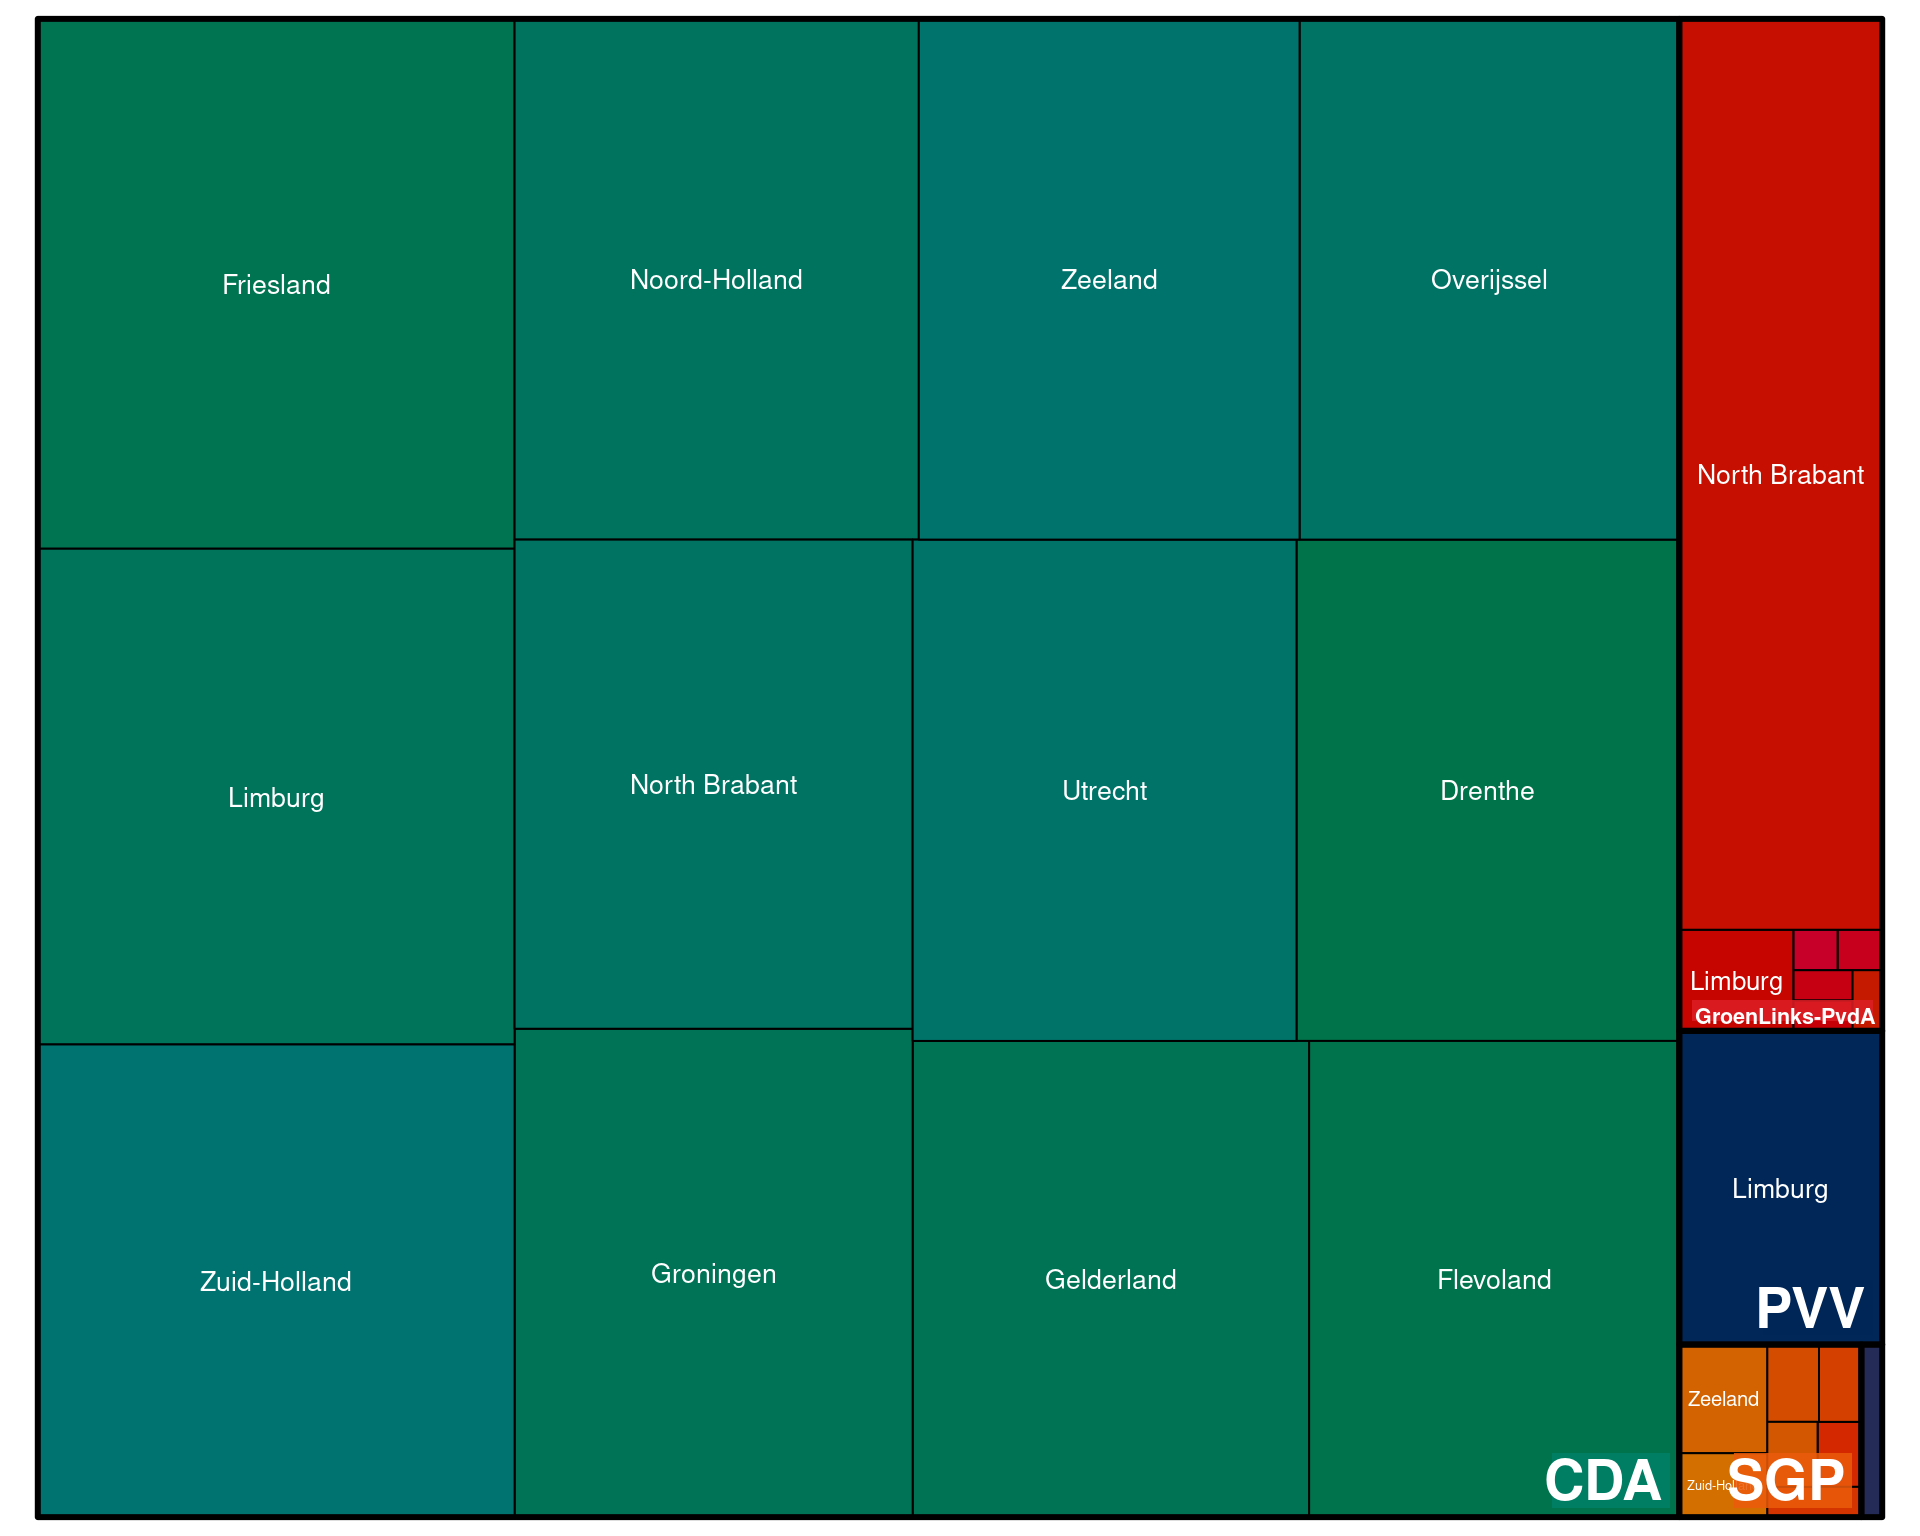 Friesland
Noord-Holland
Zeeland
Overijssel
North Brabant
Limburg
North Brabant
Utrecht
Drenthe
Limburg
GroenLinks-PvdA
Zuid-Holland
Groningen
Gelderland
Flevoland
CDA
Limburg
PVV
Zeeland
SGP